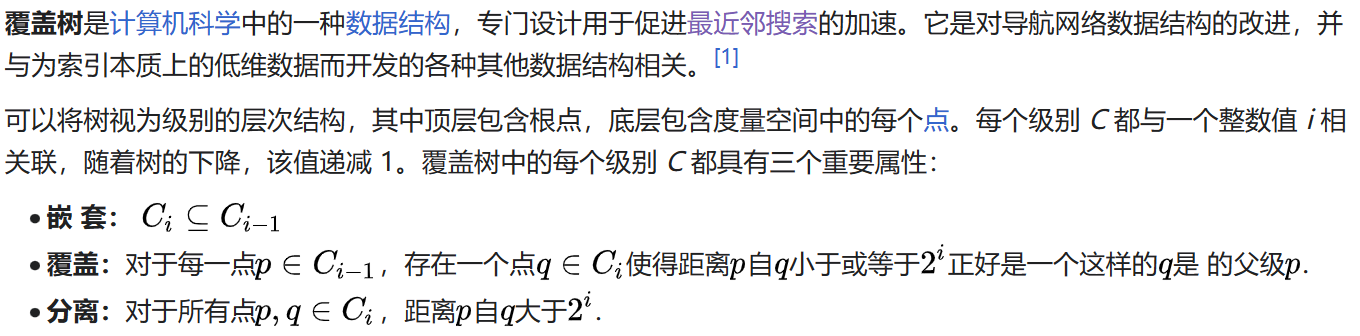 覆盖树是计算机科学中的一种数据结构，专门设计用于促进最近邻搜索的加速。它是对导航网络数据结构的改进，并
与为索引本质上的低维数据而开发的各种其他数据结构相关。[1]
可以将树视为级别的层次结构，其中顶层包含根点，底层包含度量空间中的每个点。每个级别 C 都与一个整数值 i 相
关联，随着树的下降，该值递减 1。覆盖树中的每个级别 C 都具有三个重要属性：
• 嵌 套： C_i ⊆ C_{i−1}
• 覆盖：对于每一点p ∈ C_{i−1}，存在一个点q ∈ C_i使得距离p自q小于或等于2^i正好是一个这样的q是 的父级p.
• 分离：对于所有点p, q ∈ C_i，距离p自q大于2^i.